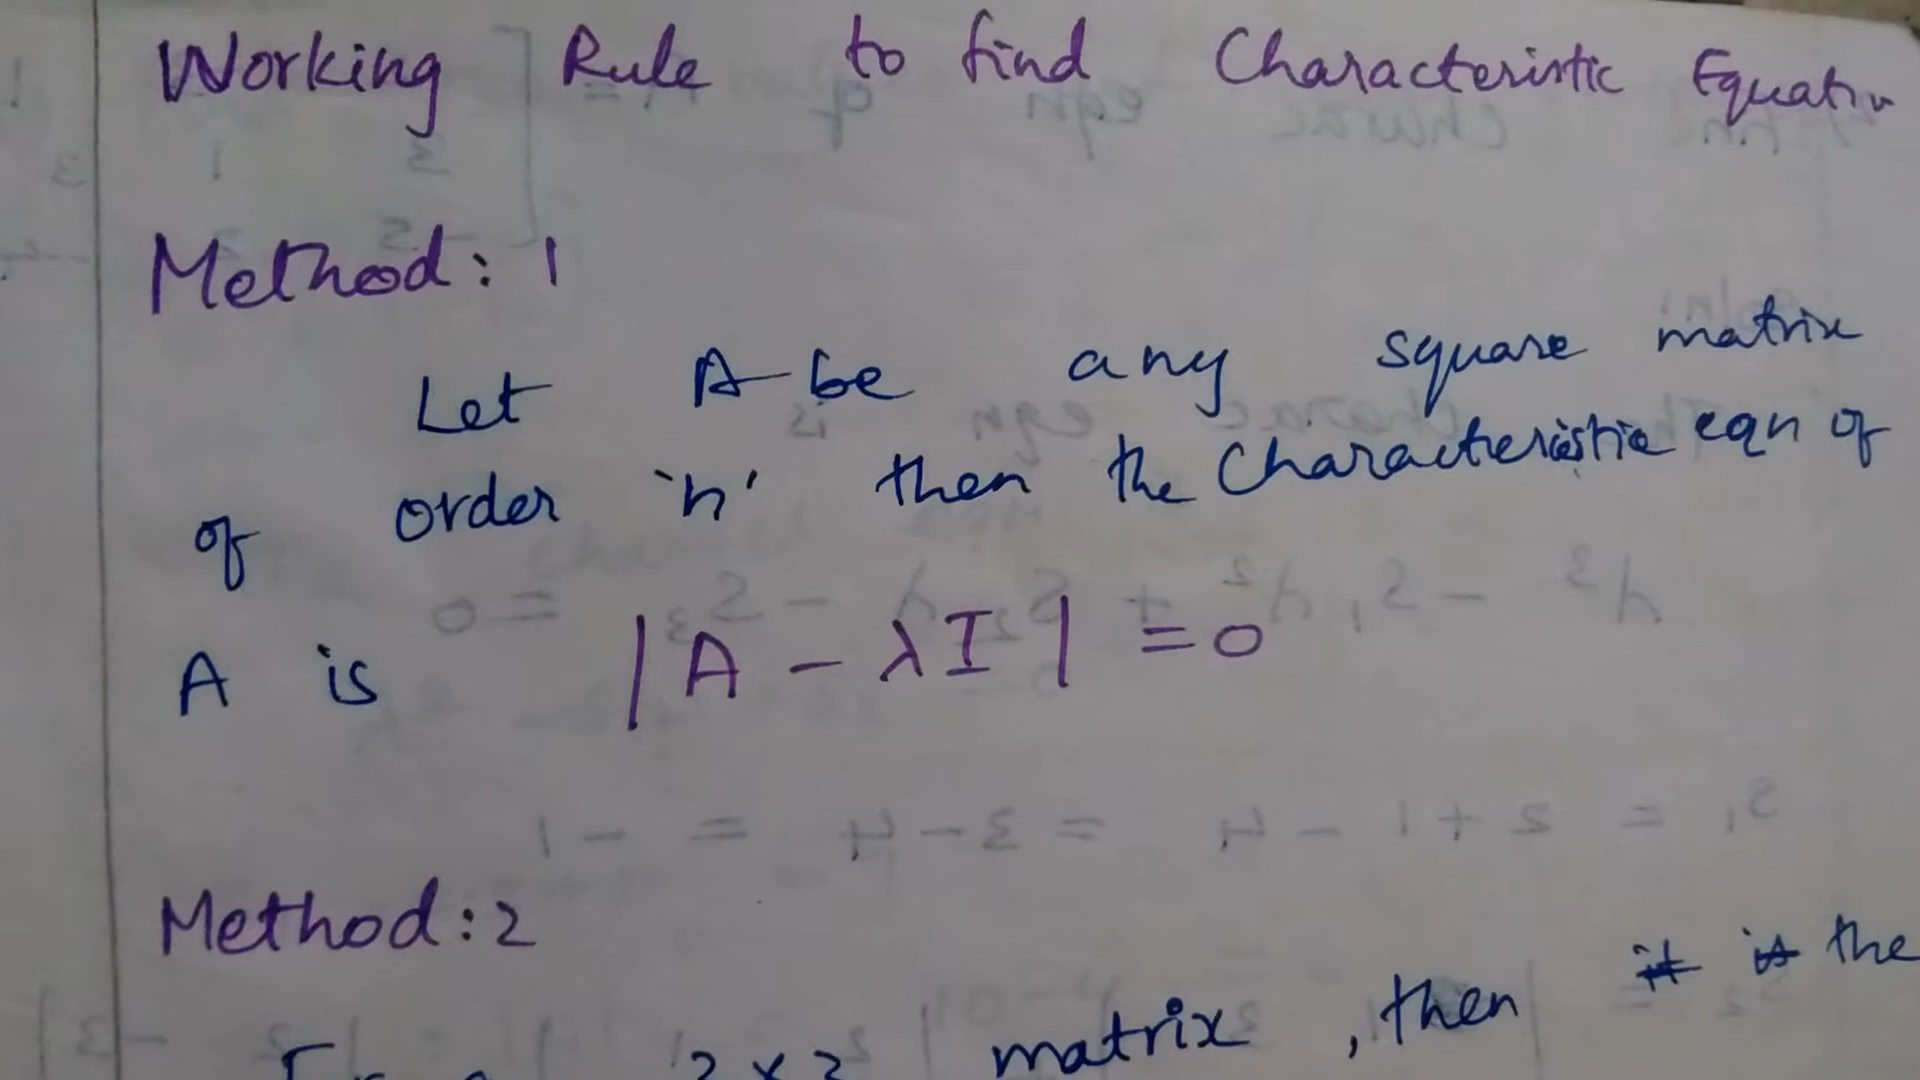 Working Rule to find Characteristic Equation
Method: 1
Let A be any square matrix
of order 'n' then the Characteristic eqn of
A is |A - λI| = 0
Method: 2
matrix, then it is the